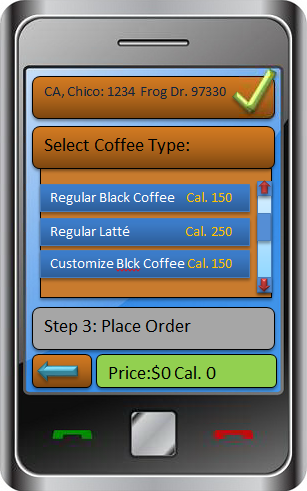 CA, Chico: 1234 Frog Dr. 97330
Select Coffee Type:
Regular Black Coffee Cal. 150
Regular Latté Cal. 250
Customize Blck Coffee Cal. 150
Step 3: Place Order
Price:$0 Cal. 0